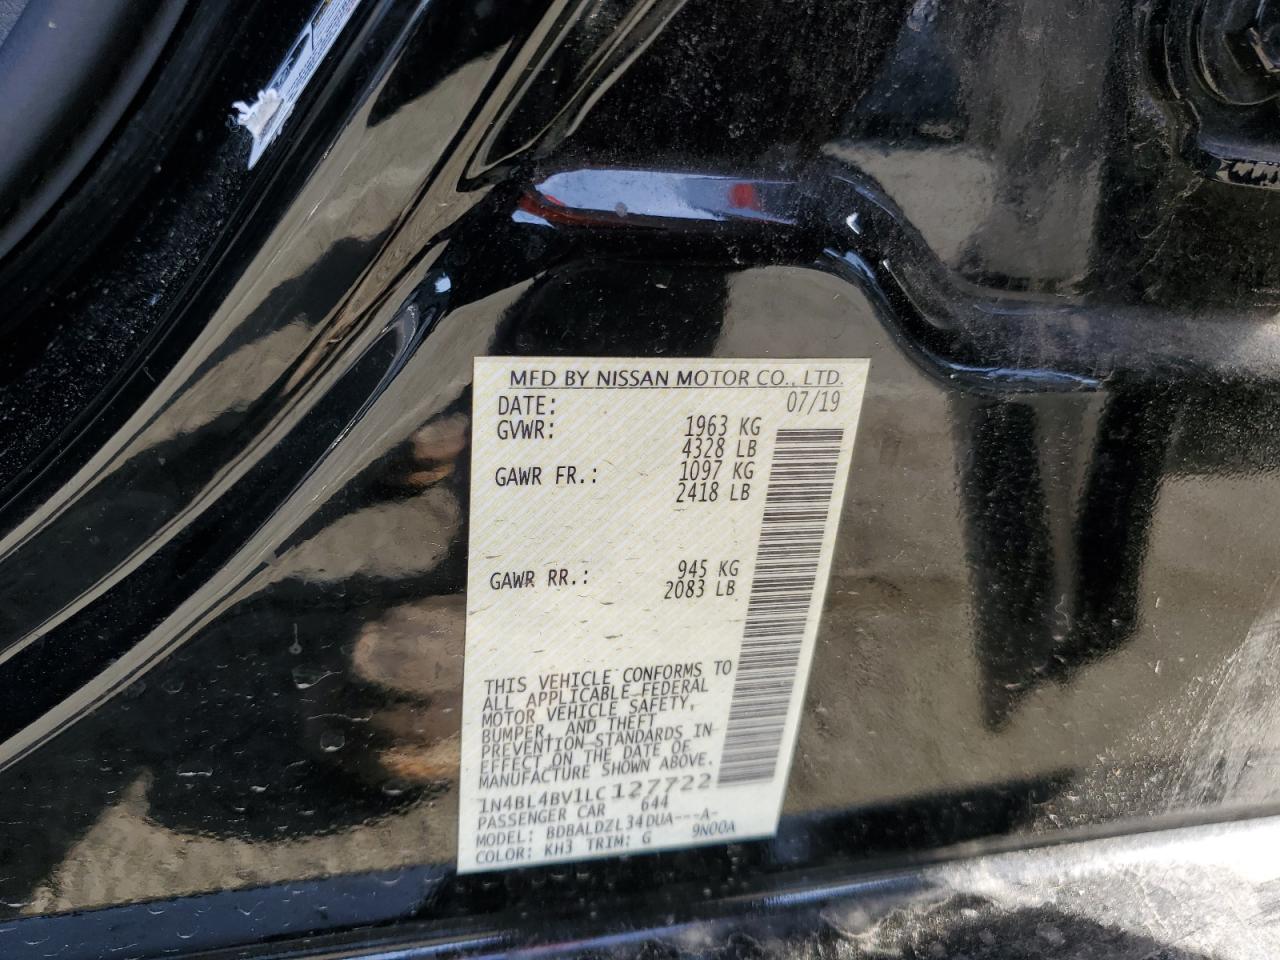 MFD BY NISSAN MOTOR CO., LTD.
DATE: 07/19
GVWR: 1963 KG
4328 LB
GAWR FR.: 1097 KG
2418 LB
GAWR RR.: 945 KG
2083 LB
THIS VEHICLE CONFORMS TO
ALL APPLICABLE FEDERAL
MOTOR VEHICLE SAFETY,
BUMPER, AND THEFT
PREVENTION STANDARDS IN
EFFECT ON THE DATE OF
MANUFACTURE SHOWN ABOVE.
1N4BL4BV1LC127722
PASSENGER CAR 644
MODEL: BDBALDZL34DUA---A-
COLOR: KH3 TRIM: G 9N00A